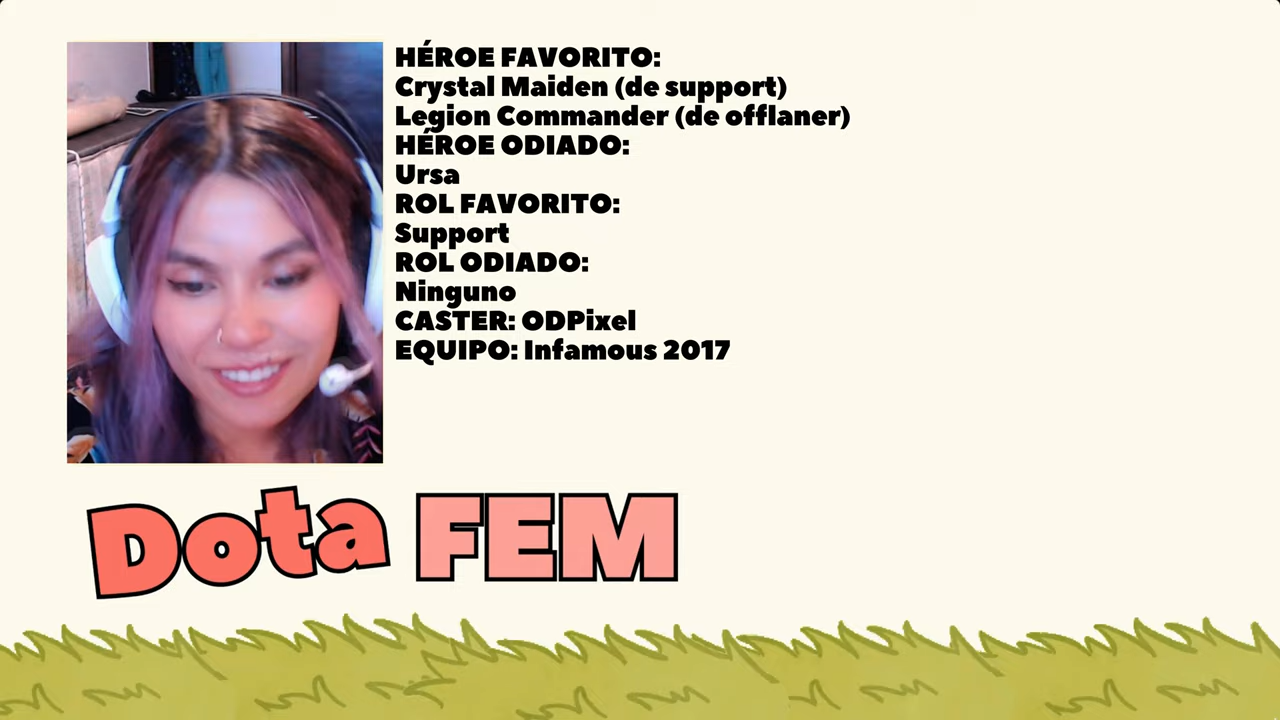 HÉROE FAVORITO:
Crystal Maiden (de support)
Legion Commander (de offlaner)
HÉROE ODIADO:
Ursa
ROL FAVORITO:
Support
ROL ODIADO:
Ninguno
CASTER: ODPixel
EQUIPO: Infamous 2017
Dota FEM